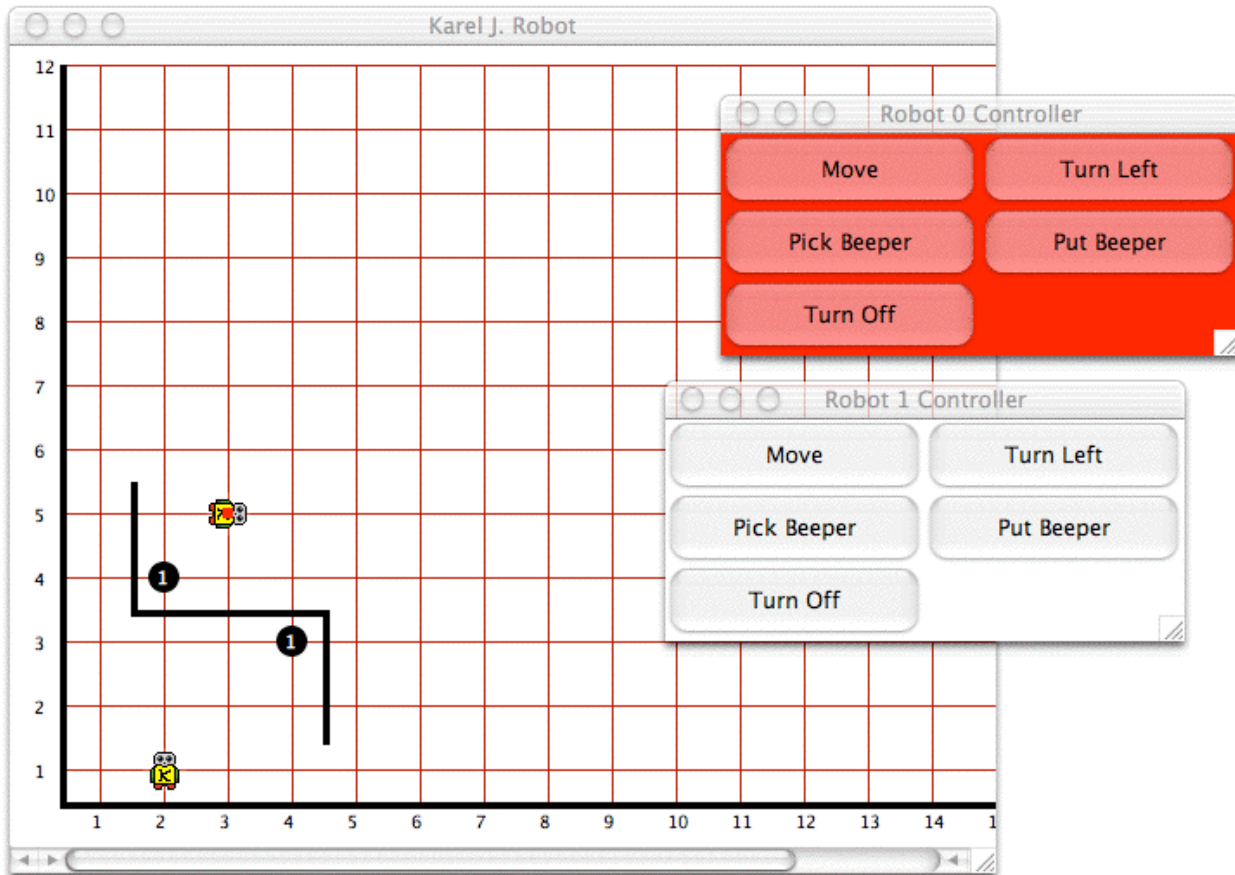 Karel J. Robot
12
11
10
9
8
7
6
5
4
3
2
1
1
1
K
1 2 3 4 5 6 7 8 9 10 11 12 13 14 1
Robot 0 Controller
Move Turn Left
Pick Beeper Put Beeper
Turn Off
Robot 1 Controller
Move Turn Left
Pick Beeper Put Beeper
Turn Off